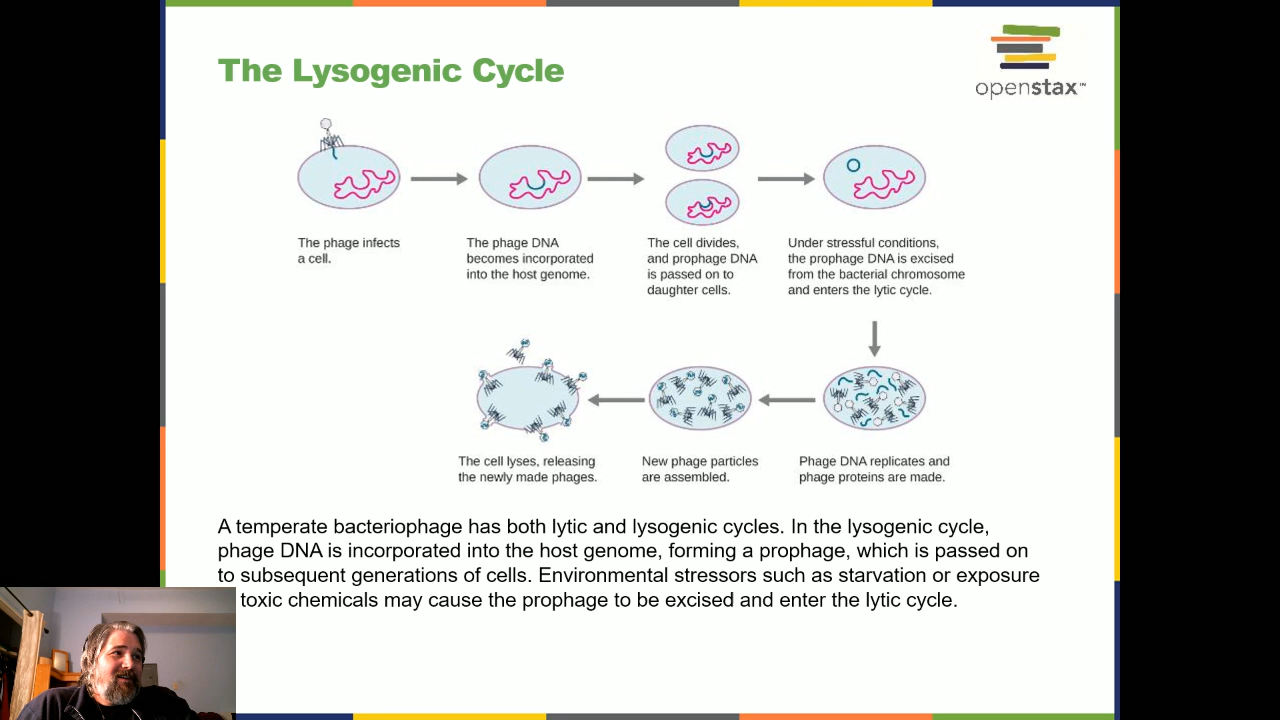 The Lysogenic Cycle
openstax™
The phage infects
a cell.
The phage DNA
becomes incorporated
into the host genome.
The cell divides,
and prophage DNA
is passed on to
daughter cells.
Under stressful conditions,
the prophage DNA is excised
from the bacterial chromosome
and enters the lytic cycle.
The cell lyses, releasing
the newly made phages.
New phage particles
are assembled.
Phage DNA replicates and
phage proteins are made.
A temperate bacteriophage has both lytic and lysogenic cycles. In the lysogenic cycle,
phage DNA is incorporated into the host genome, forming a prophage, which is passed on
to subsequent generations of cells. Environmental stressors such as starvation or exposure
toxic chemicals may cause the prophage to be excised and enter the lytic cycle.